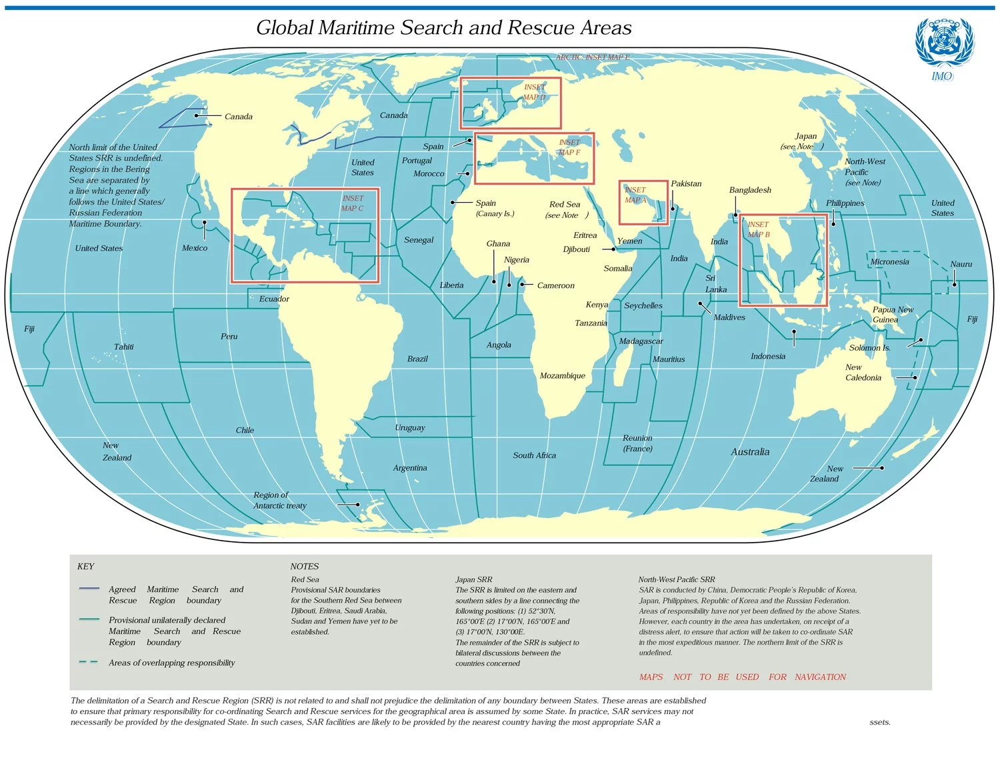 Global Maritime Search and Rescue Areas
IMO
ARCTIC: INSET MAP E
INSET
MAP D
Canada
Canada
North limit of the United
States SRR is undefined.
Regions in the Bering
Sea are separated by
a line which generally
follows the United States/
Russian Federation
Maritime Boundary.
Spain
INSET
MAP F
Japan
(see Note )
United
States
Portugal
Morocco
North-West
Pacific
(see Note)
INSET
MAP C
Spain
(Canary Is.)
Red Sea
(see Note )
INSET
MAP A
Pakistan
Bangladesh
Philippines
United
States
INSET
MAP B
United States
Mexico
Senegal
Ghana
Nigeria
Eritrea
Djibouti
Yemen
India
India
Somalia
Micronesia
Nauru
Sri
Lanka
Liberia
Cameroon
Ecuador
Kenya
Seychelles
Tanzania
Maldives
Papua New
Guinea
Fiji
Fiji
Tahiti
Peru
Angola
Brazil
Madagascar
Mauritius
Indonesia
Solomon Is.
Mozambique
New
Caledonia
Chile
Uruguay
New
Zealand
Reunion
(France)
South Africa
Australia
Argentina
New
Zealand
Region of
Antarctic treaty
KEY
Agreed Maritime Search and
Rescue Region boundary
Provisional unilaterally declared
Maritime Search and Rescue
Region boundary
Areas of overlapping responsibility
NOTES
Red Sea
Provisional SAR boundaries
for the Southern Red Sea between
Djibouti, Eritrea, Saudi Arabia,
Sudan and Yemen have yet to be
established.
Japan SRR
The SRR is limited on the eastern and
southern sides by a line connecting the
following positions: (1) 52°30'N,
165°00'E (2) 17°00'N, 165°00'E and
(3) 17°00'N, 130°00E.
The remainder of the SRR is subject to
bilateral discussions between the
countries concerned
North-West Pacific SRR
SAR is conducted by China, Democratic People's Republic of Korea,
Japan, Philippines, Republic of Korea and the Russian Federation.
Areas of responsibility have not yet been defined by the above States.
However, each country in the area has undertaken, on receipt of a
distress alert, to ensure that action will be taken to co-ordinate SAR
in the most expeditious manner. The northern limit of the SRR is
undefined.
MAPS NOT TO BE USED FOR NAVIGATION
The delimitation of a Search and Rescue Region (SRR) is not related to and shall not prejudice the delimitation of any boundary between States. These areas are established
to ensure that primary responsibility for co-ordinating Search and Rescue services for the geographical area is assumed by some State. In practice, SAR services may not
necessarily be provided by the designated State. In such cases, SAR facilities are likely to be provided by the nearest country having the most appropriate SAR a ssets.